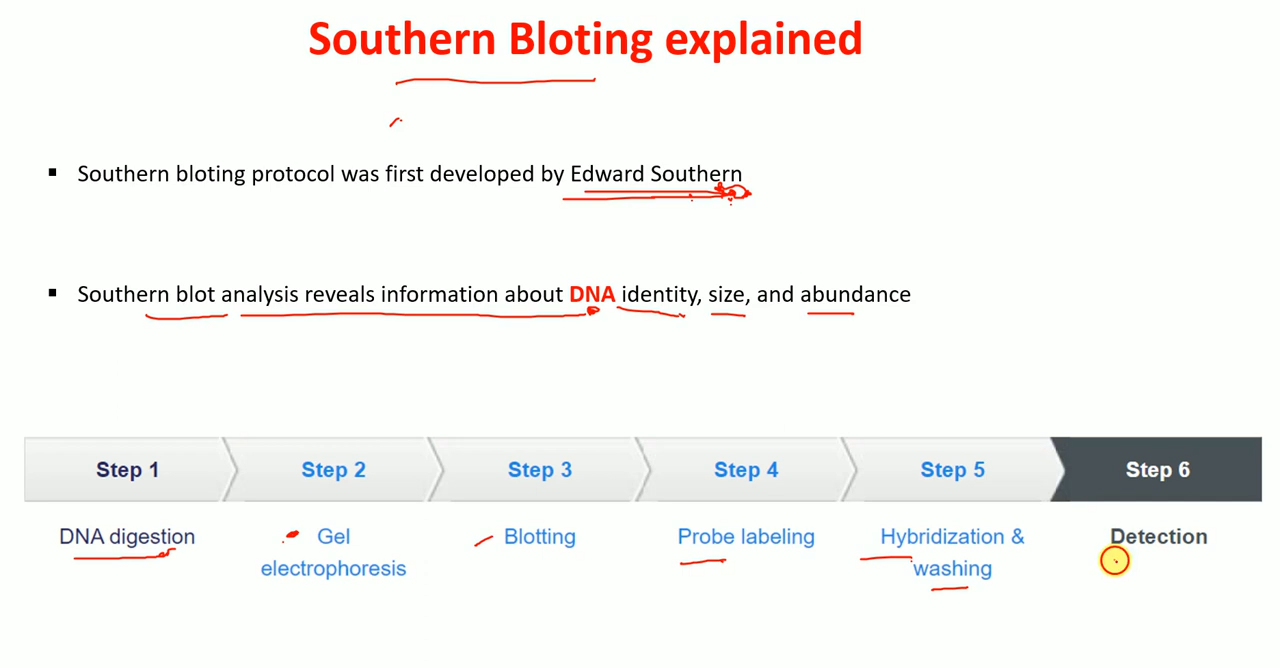 Southern Bloting explained
Southern bloting protocol was first developed by Edward Southern
Southern blot analysis reveals information about DNA identity, size, and abundance
Step 1 Step 2 Step 3 Step 4 Step 5 Step 6
DNA digestion Gel Blotting Probe labeling Hybridization & Detection
electrophoresis washing